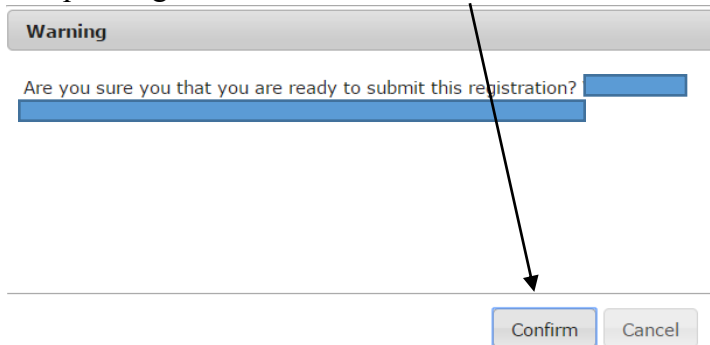 Warning
Are you sure you that you are ready to submit this registration?
Confirm Cancel